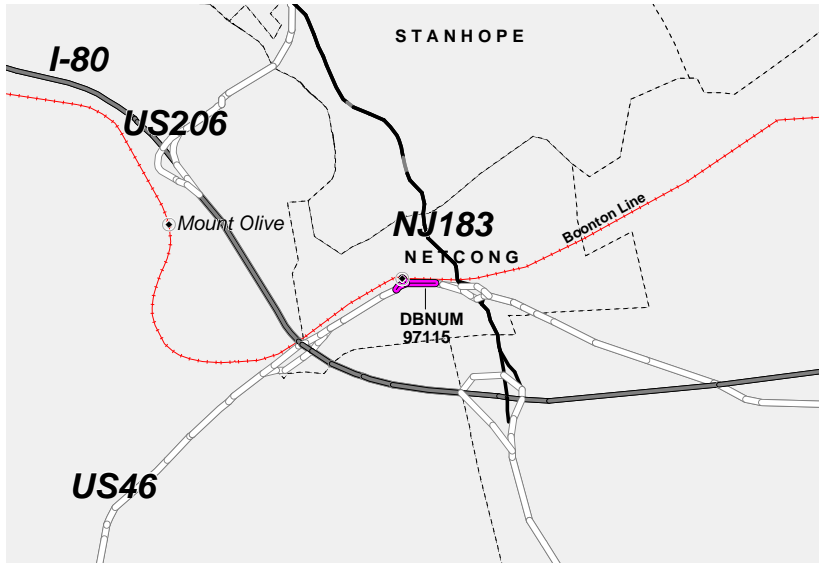 STANHOPE
I-80
US206
Mount Olive
NJ183
NETCONG
Boonton Line
DBNUM
97115
US46